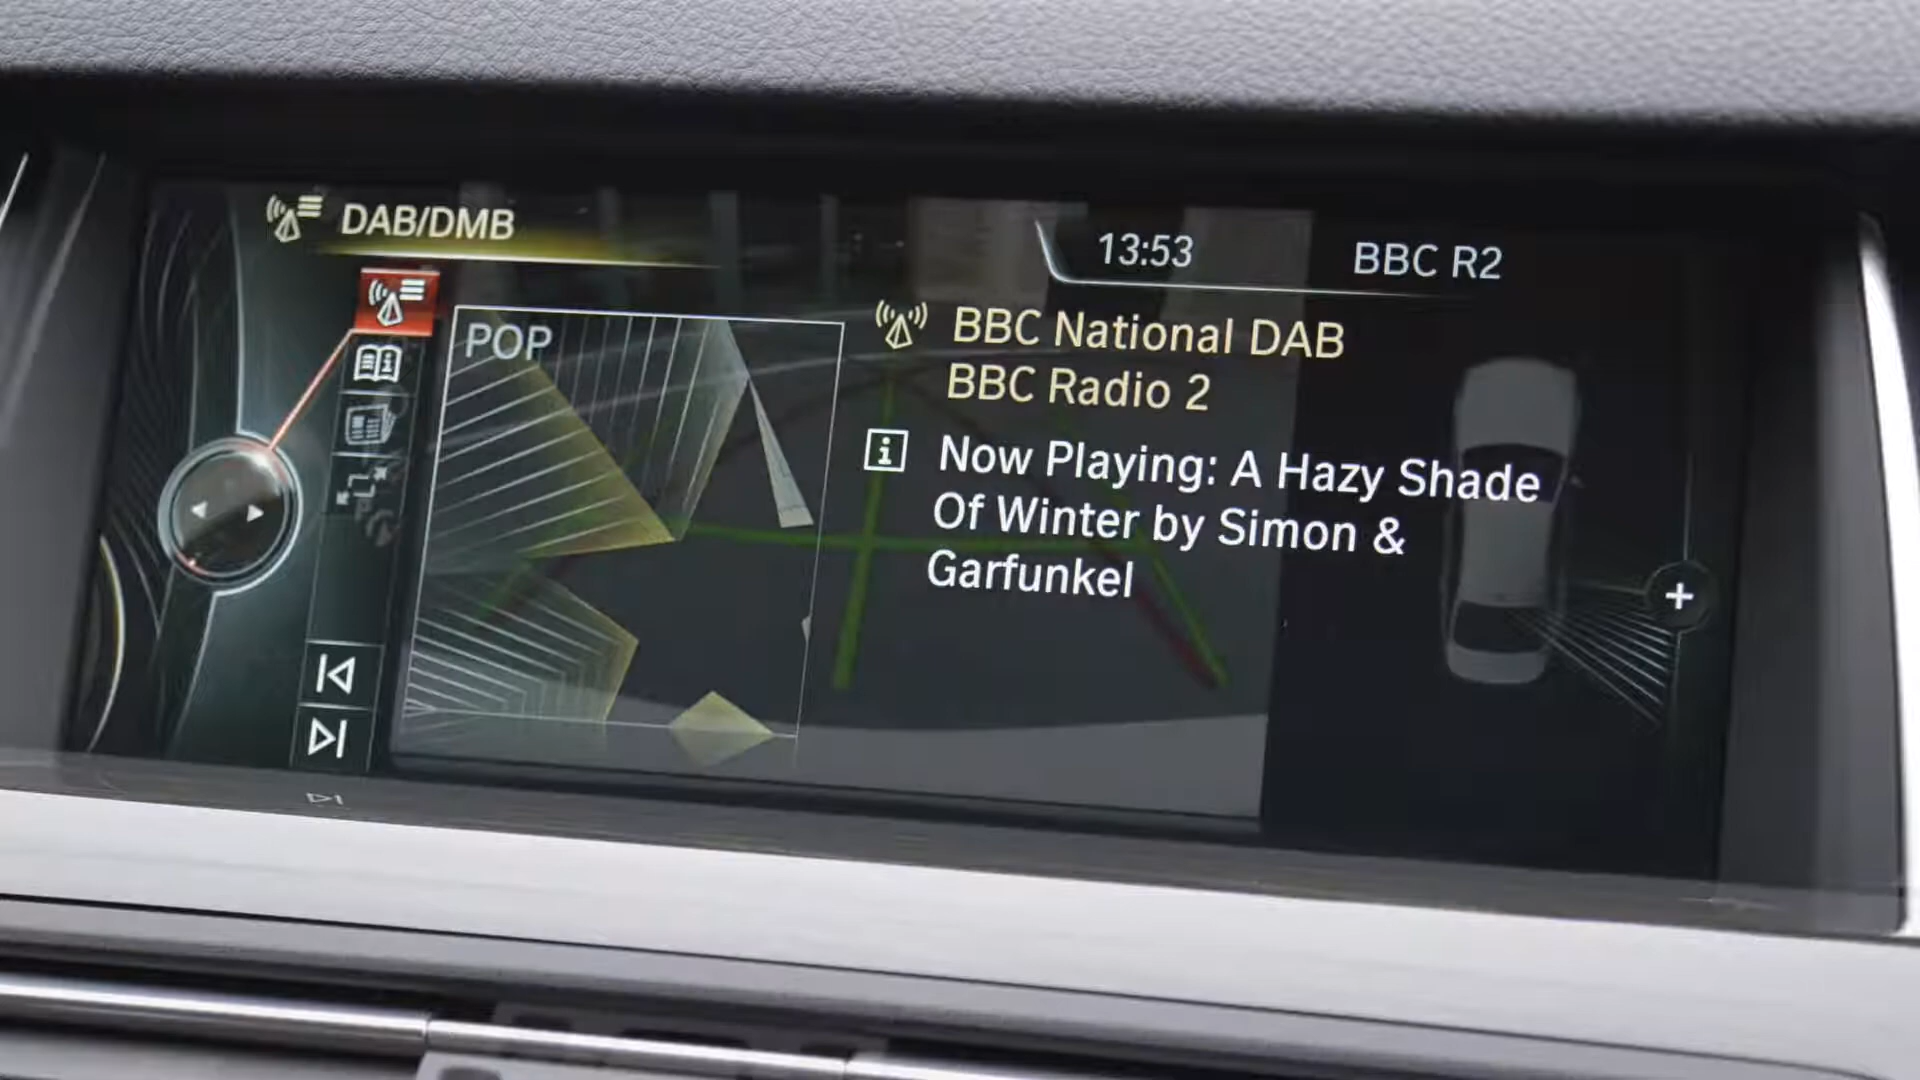 DAB/DMB
13:53
BBC R2
POP
BBC National DAB
BBC Radio 2
Now Playing: A Hazy Shade
Of Winter by Simon &
Garfunkel